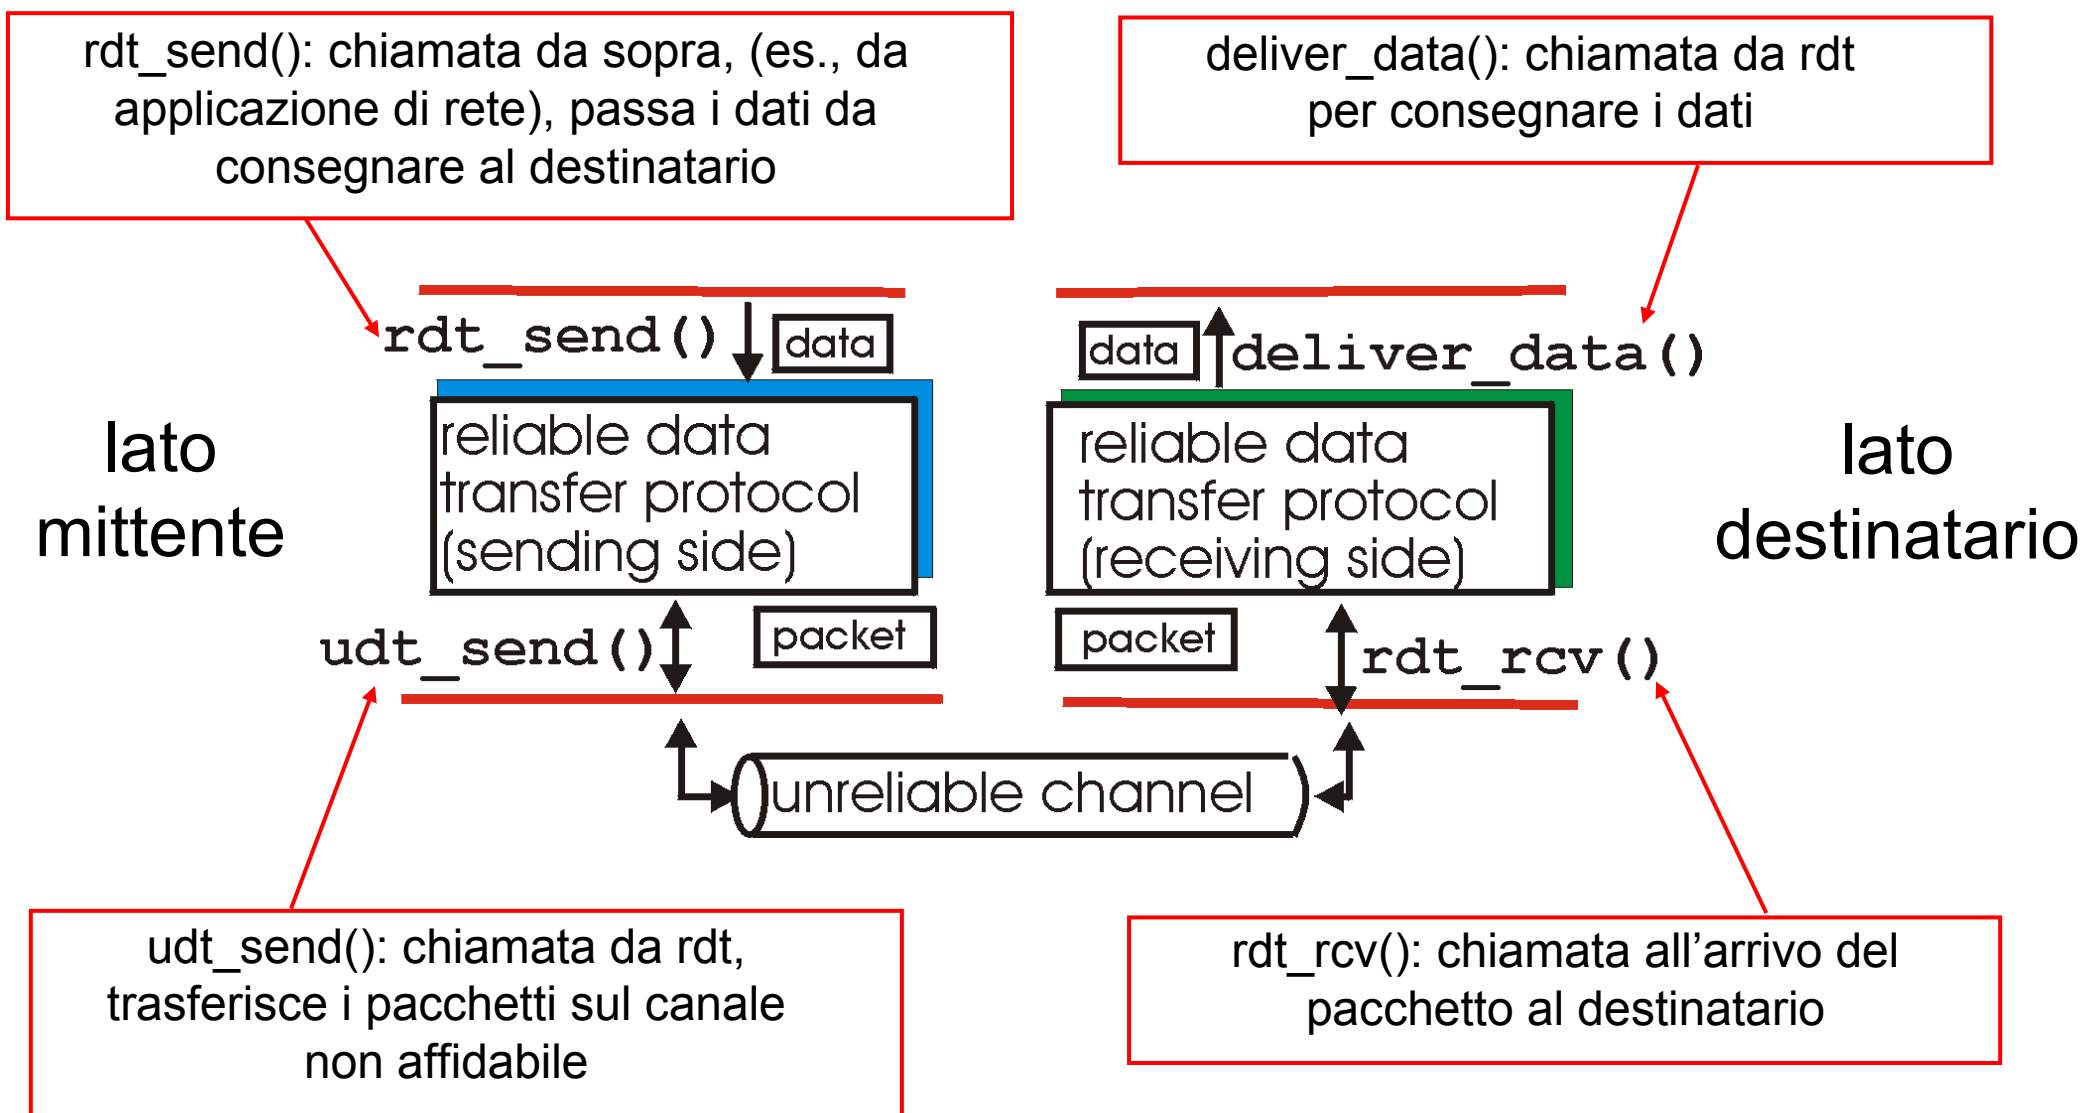 rdt_send(): chiamata da sopra, (es., da
applicazione di rete), passa i dati da
consegnare al destinatario
deliver_data(): chiamata da rdt
per consegnare i dati
rdt_send()
data
data
deliver_data()
lato
mittente
reliable data
transfer protocol
(sending side)
reliable data
transfer protocol
(receiving side)
lato
destinatario
udt_send()
packet
packet
rdt_rcv()
unreliable channel
udt_send(): chiamata da rdt,
trasferisce i pacchetti sul canale
non affidabile
rdt_rcv(): chiamata all’arrivo del
pacchetto al destinatario